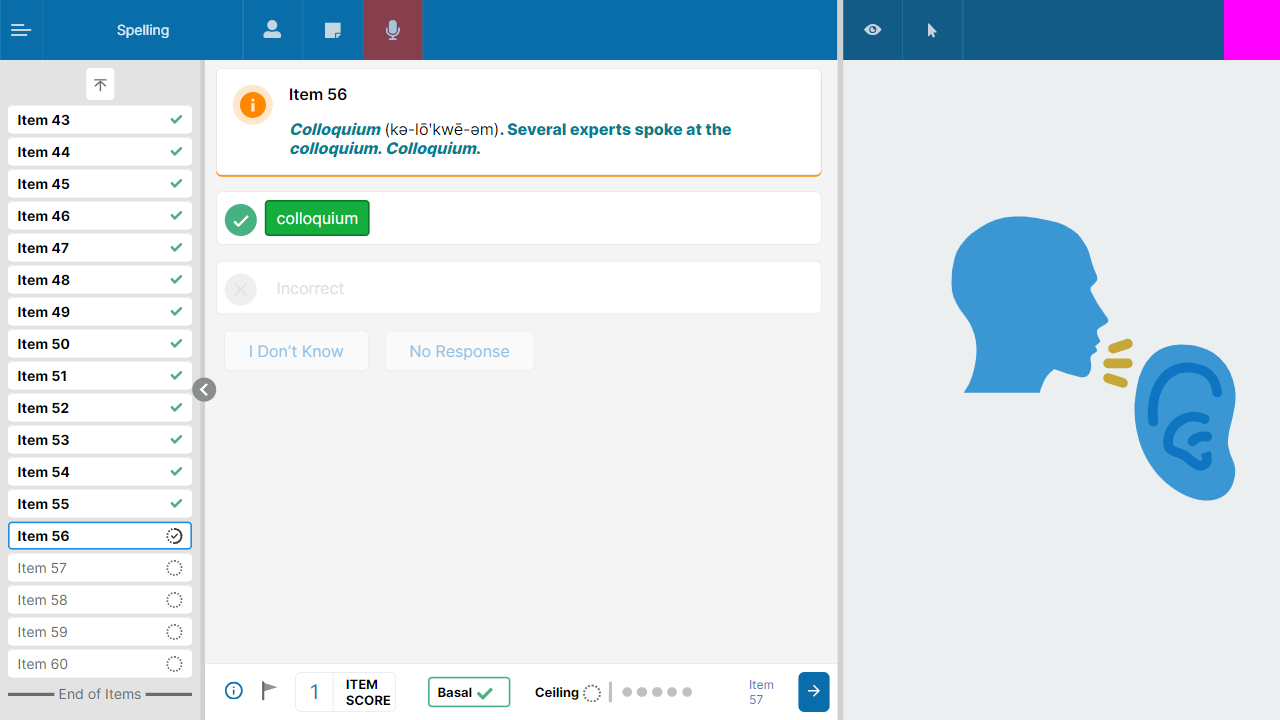 Spelling
Item 43
Item 44
Item 45
Item 46
Item 47
Item 48
Item 49
Item 50
Item 51
Item 52
Item 53
Item 54
Item 55
Item 56
Item 57
Item 58
Item 59
Item 60
End of Items
Item 56
Colloquium (kə-lō'kwē-əm). Several experts spoke at the
colloquium. Colloquium.
colloquium
Incorrect
I Don't Know
No Response
1
ITEM
SCORE
Basal
Ceiling
Item
57